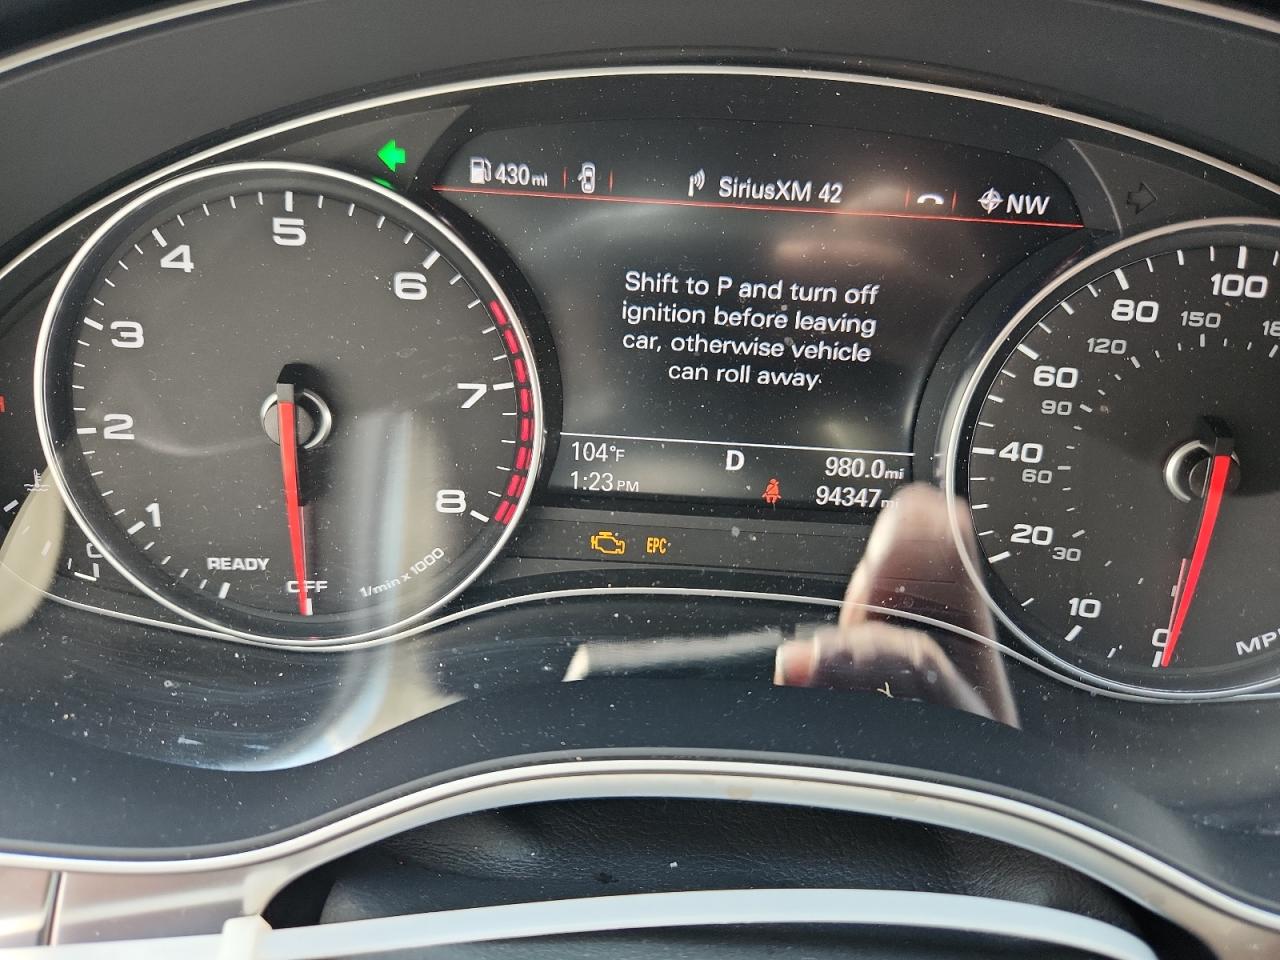 430mi
SiriusXM 42
NW
Shift to P and turn off
ignition before leaving
car, otherwise vehicle
can roll away.
104°F
D
980.0mi
1:23 PM
94347
EPC
1
2
3
4
5
6
7
8
READY
OFF
1/min x 1000
0
10
20
30
40
60
60
90
80
120
100
150